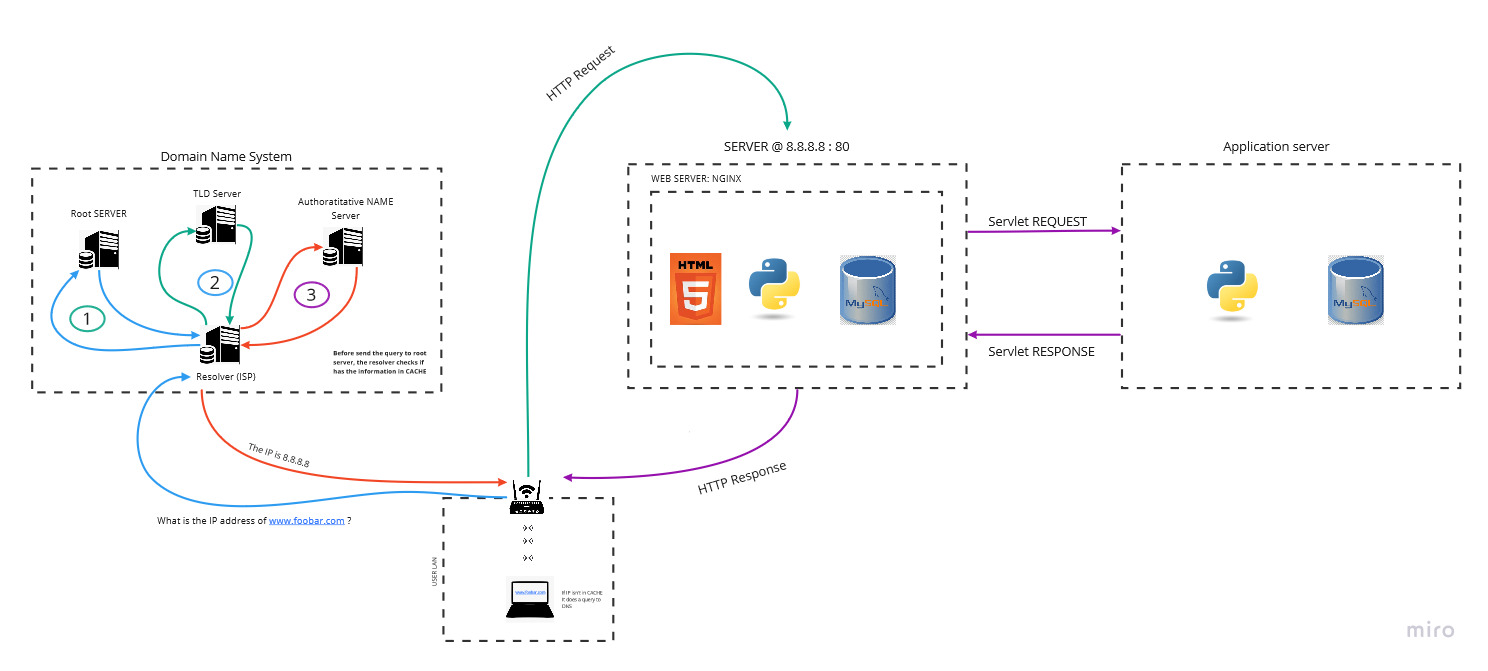 HTTP Request
SERVER @ 8.8.8.8 : 80
Application server
Domain Name System
WEB SERVER: NGINX
TLD Server
Authoratitative NAME
Server
Root SERVER
Servlet REQUEST
HTML
5
MySQL
MySQL
1
2
3
Servlet RESPONSE
Before send the query to root
server, the resolver checks if
has the information in CACHE
Resolver (ISP)
The IP is 8.8.8.8
HTTP Response
What is the IP address of www.foobar.com ?
USER LAN
www.foobar.com
If IP isn't in CACHE
It does a query to
DNS
miro